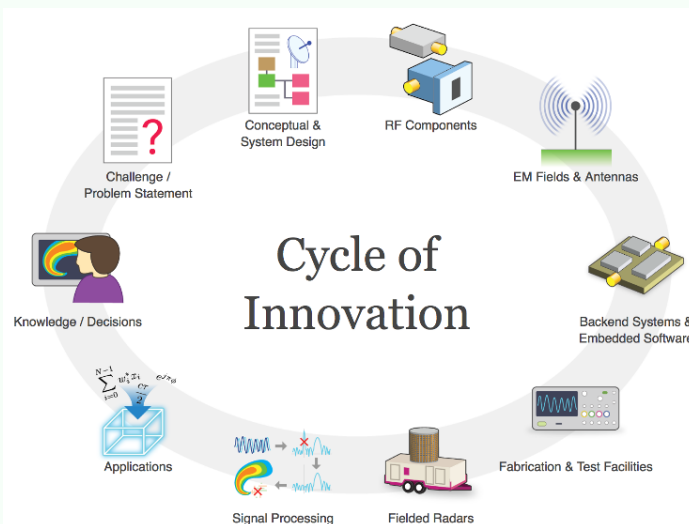 Conceptual &
System Design
RF Components
?
Challenge /
Problem Statement
EM Fields & Antennas
Cycle of
Innovation
Knowledge / Decisions
Backend Systems &
Embedded Software
Applications
Fabrication & Test Facilities
Signal Processing
Fielded Radars